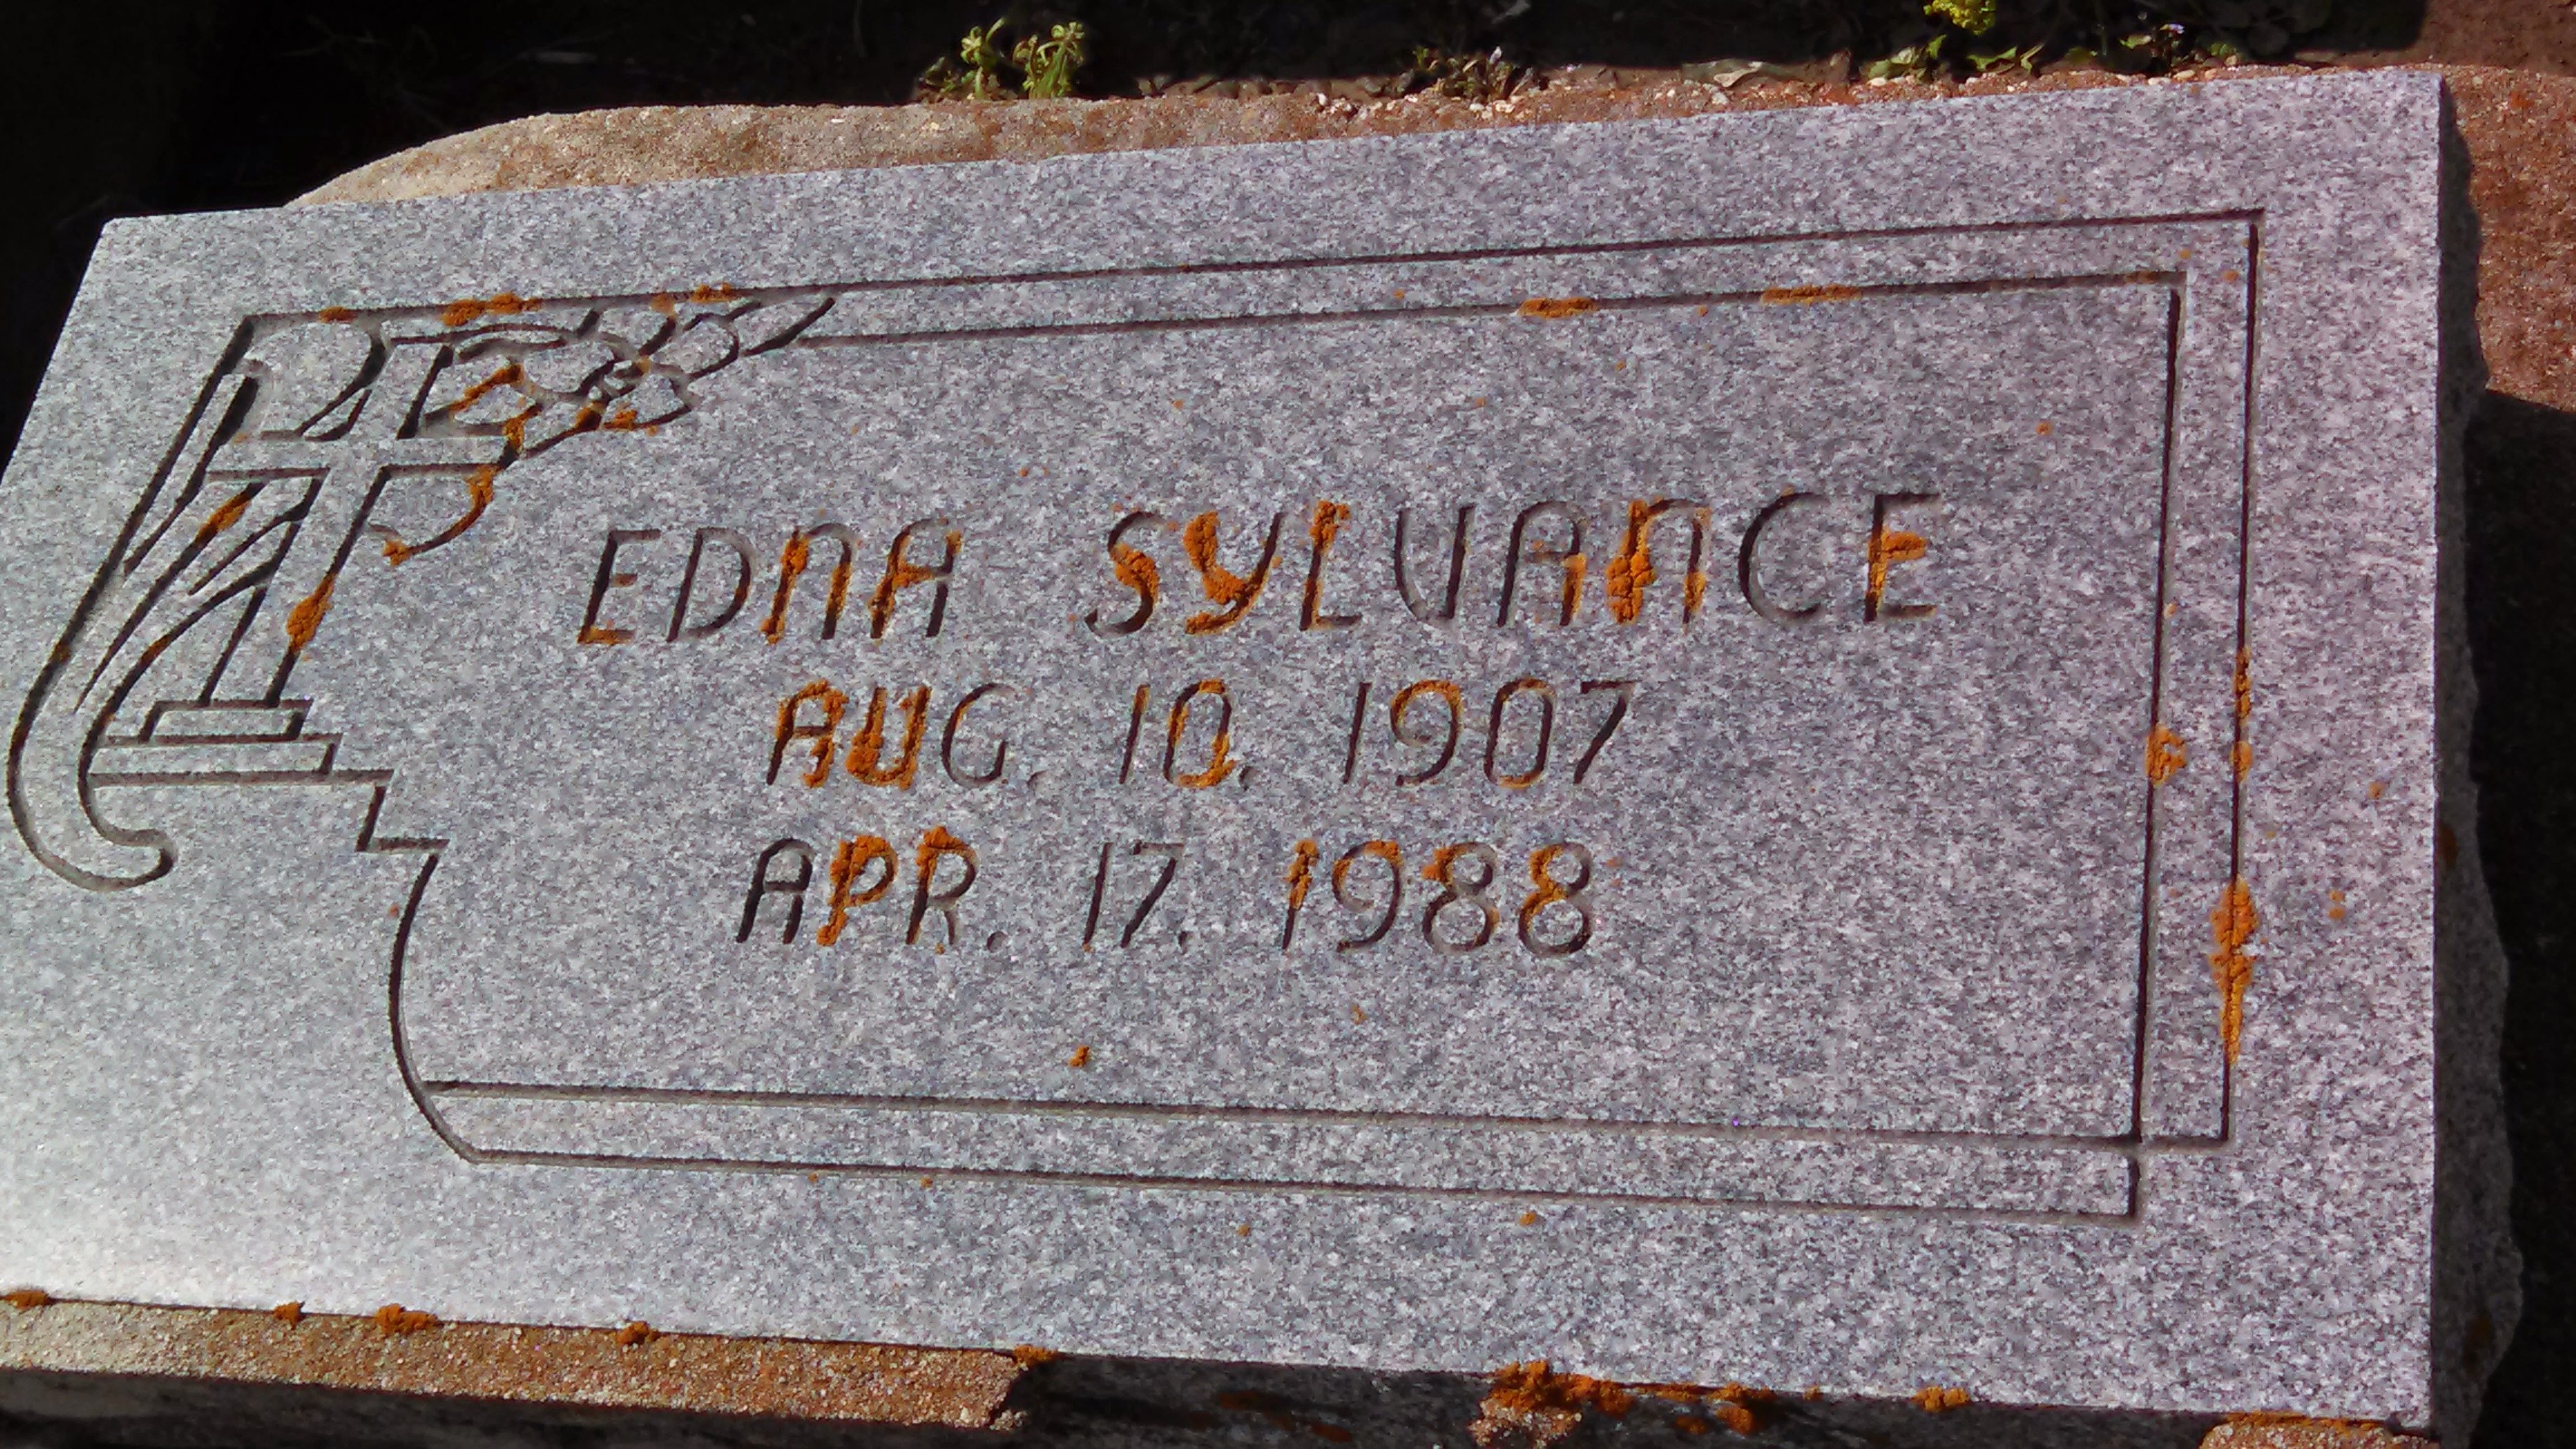 EDNA SYLVANCE
AUG. 10. 1907
APR. 17. 1988